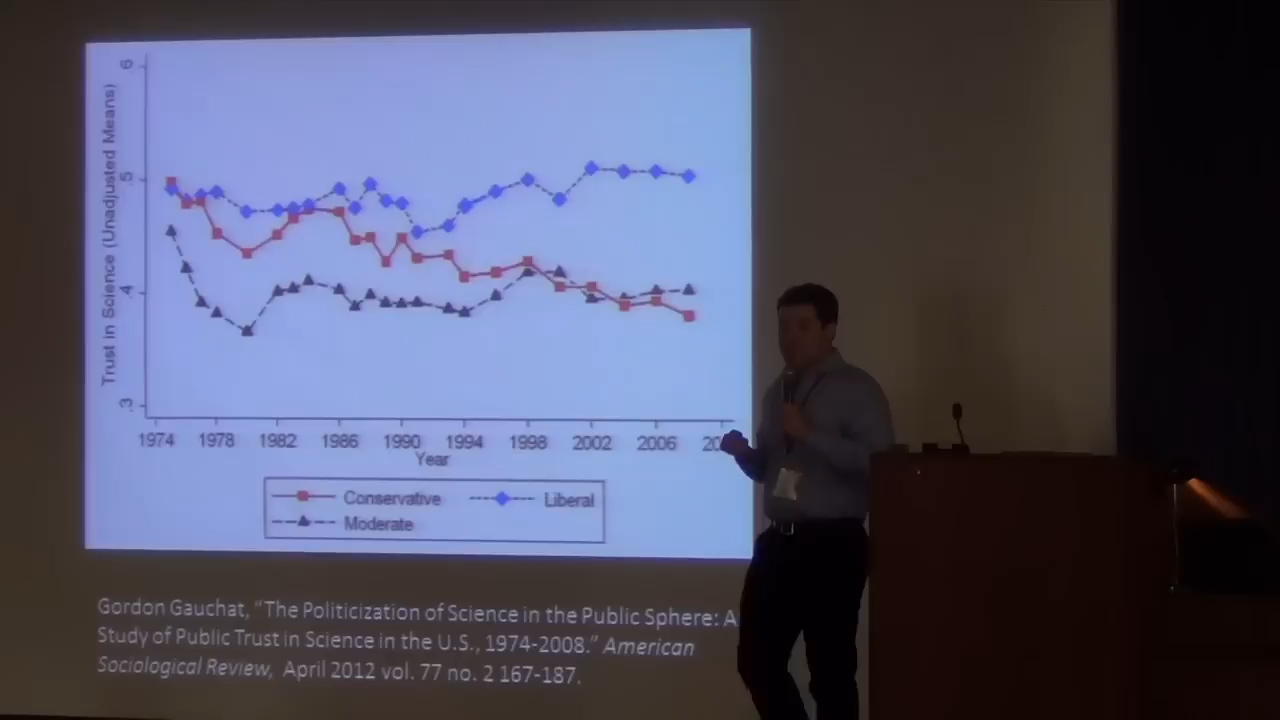 .6
.5
.4
.3
Trust in Science (Unadjusted Means)
1974 1978 1982 1986 1990 1994 1998 2002 2006 20
Year
Conservative Liberal
Moderate
Gordon Gauchat, "The Politicization of Science in the Public Sphere: A
Study of Public Trust in Science in the U.S., 1974-2008." American
Sociological Review, April 2012 vol. 77 no. 2 167-187.